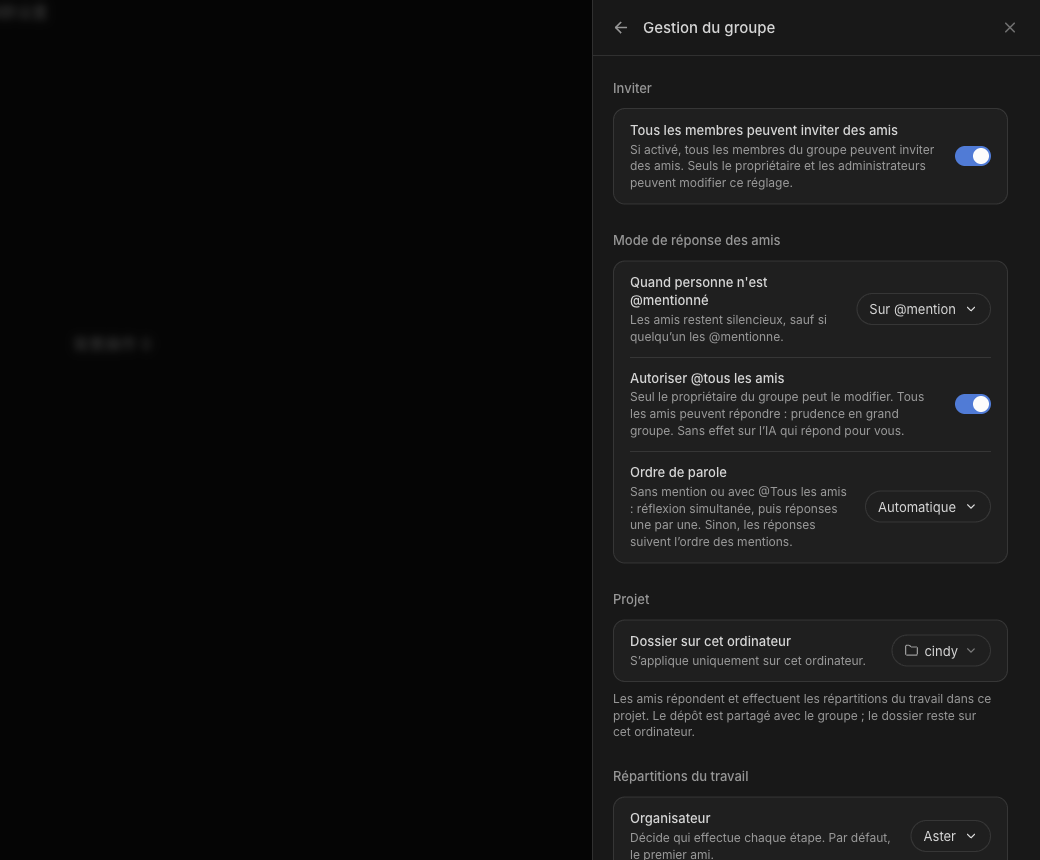 Gestion du groupe
Inviter
Tous les membres peuvent inviter des amis
Si activé, tous les membres du groupe peuvent inviter
des amis. Seuls le propriétaire et les administrateurs
peuvent modifier ce réglage.
Mode de réponse des amis
Quand personne n'est
@mentionné
Sur @mention
Les amis restent silencieux, sauf si
quelqu’un les @mentionne.
Autoriser @tous les amis
Seul le propriétaire du groupe peut le modifier. Tous
les amis peuvent répondre : prudence en grand
groupe. Sans effet sur l’IA qui répond pour vous.
Ordre de parole
Sans mention ou avec @Tous les amis
: réflexion simultanée, puis réponses
une par une. Sinon, les réponses
suivent l’ordre des mentions.
Automatique
Projet
Dossier sur cet ordinateur
S’applique uniquement sur cet ordinateur.
cindy
Les amis répondent et effectuent les répartitions du travail dans ce
projet. Le dépôt est partagé avec le groupe ; le dossier reste sur
cet ordinateur.
Répartitions du travail
Organisateur
Décide qui effectue chaque étape. Par défaut,
le premier ami.
Aster